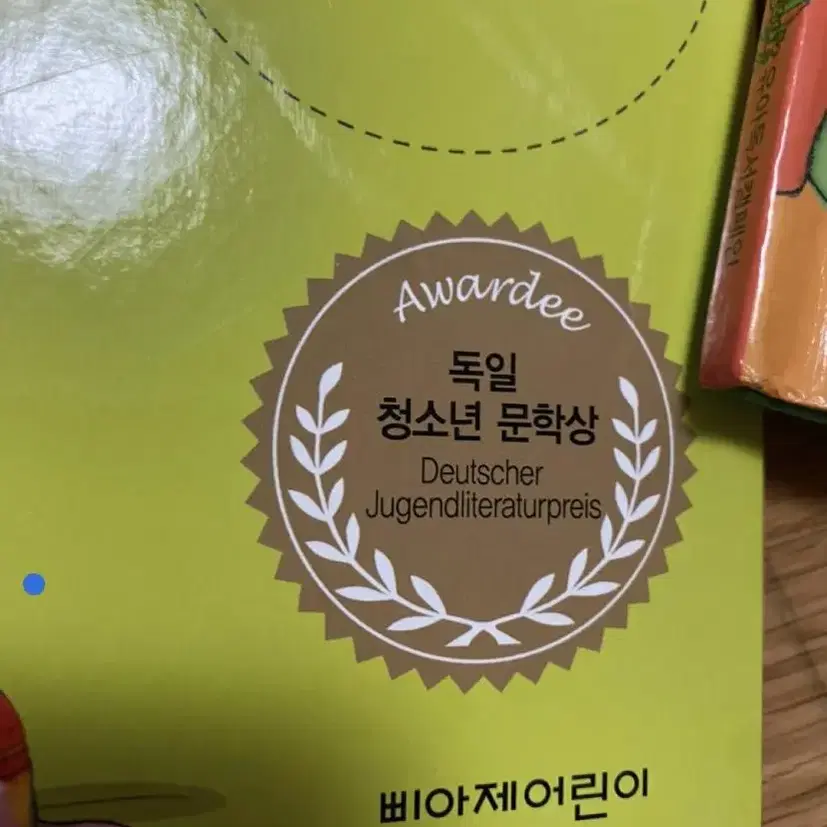 Awardee
독일
청소년 문학상
Deutscher
Jugendliteraturpreis
삐아제어린이